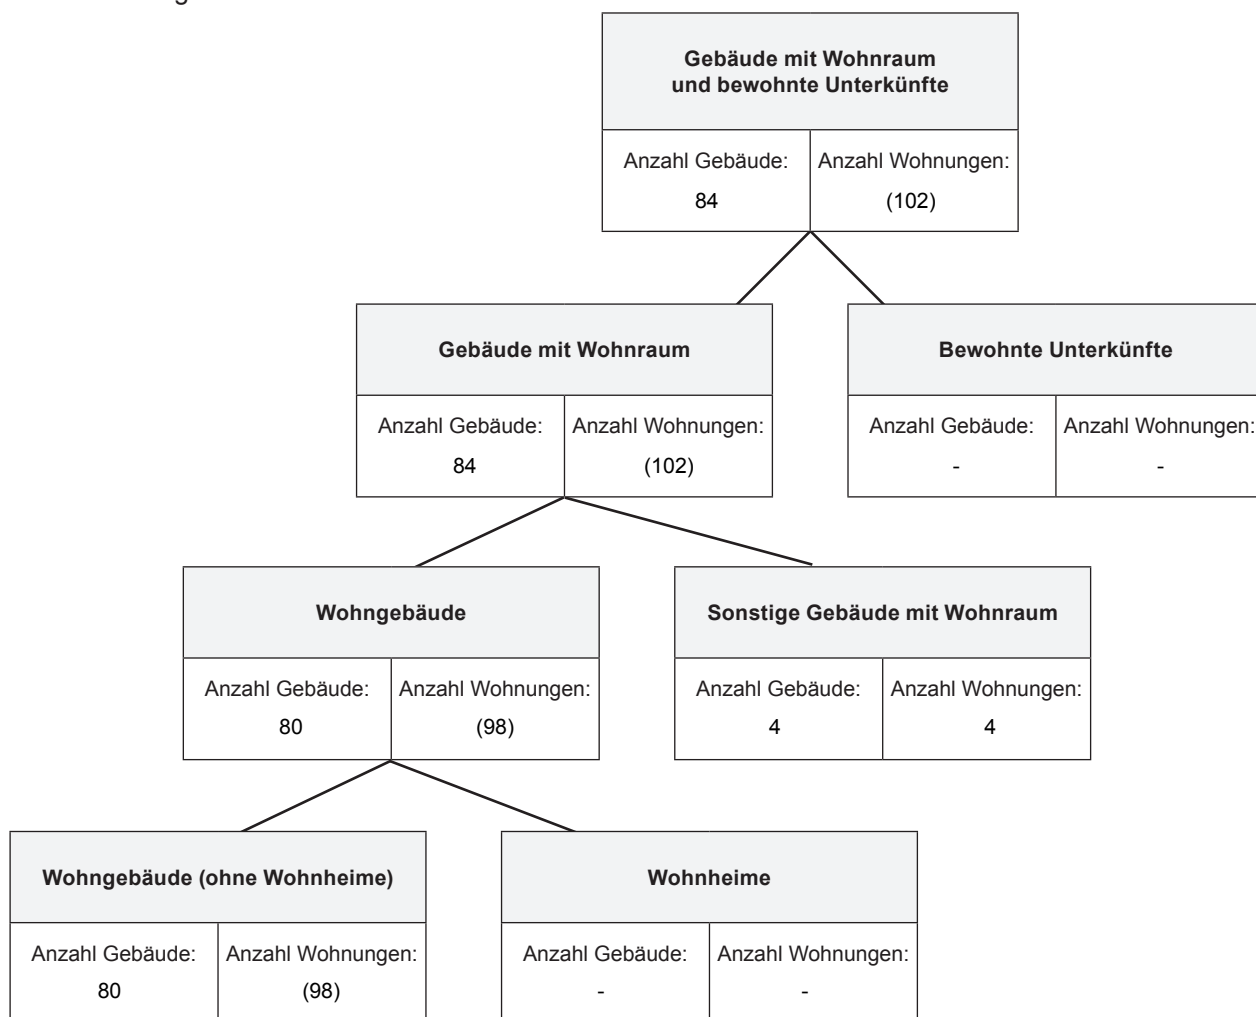 Gebäude mit Wohnraum
und bewohnte Unterkünfte
Anzahl Gebäude: Anzahl Wohnungen:
84 (102)
Gebäude mit Wohnraum
Anzahl Gebäude: Anzahl Wohnungen:
84 (102)
Bewohnte Unterkünfte
Anzahl Gebäude: Anzahl Wohnungen:
- -
Wohngebäude
Anzahl Gebäude: Anzahl Wohnungen:
80 (98)
Sonstige Gebäude mit Wohnraum
Anzahl Gebäude: Anzahl Wohnungen:
4 4
Wohngebäude (ohne Wohnheime)
Anzahl Gebäude: Anzahl Wohnungen:
80 (98)
Wohnheime
Anzahl Gebäude: Anzahl Wohnungen:
- -